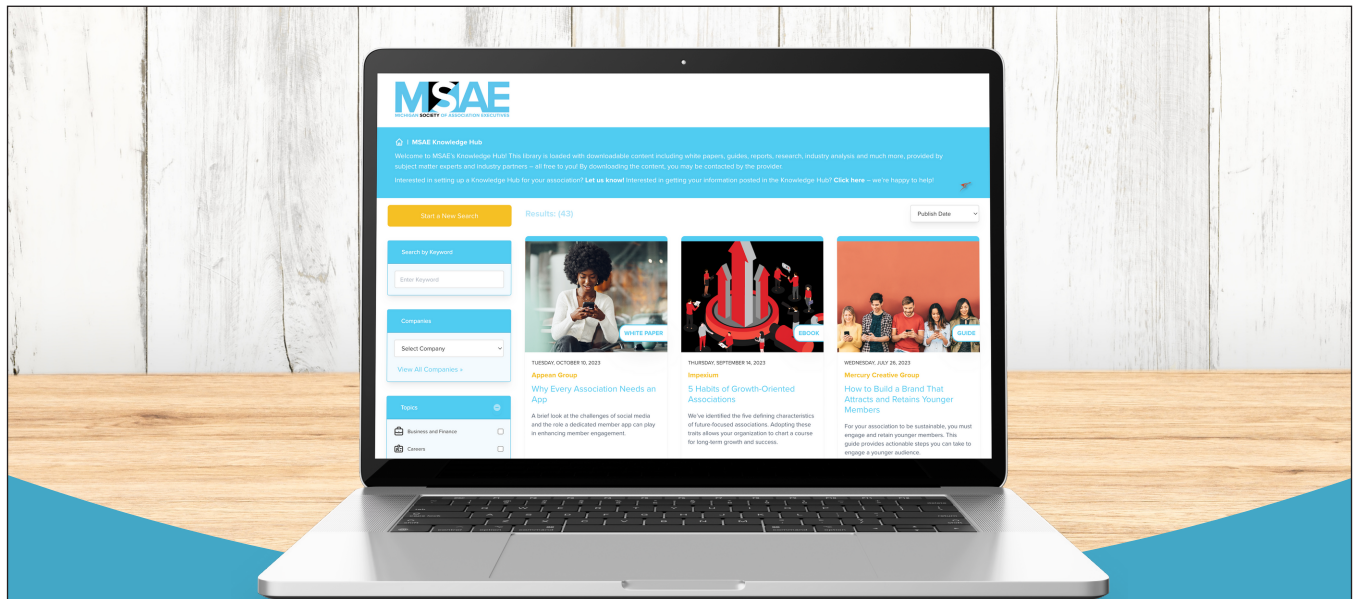 MSAE
MICHIGAN SOCIETY OF ASSOCIATION EXECUTIVES
| MSAE Knowledge Hub
Welcome to MSAE's Knowledge Hub! This library is loaded with downloadable content including white papers, guides, reports, research, industry analysis and much more, provided by
subject matter experts and industry partners – all free to you! By downloading the content, you may be contacted by the provider.
Interested in setting up a Knowledge Hub for your association? Let us know! Interested in getting your information posted in the Knowledge Hub? Click here – we're happy to help!
Start a New Search
Results: (43)
Publish Date
Search by Keyword
Enter Keyword
Companies
Select Company
View All Companies »
Topics
Business and Finance
Careers
WHITE PAPER
TUESDAY, OCTOBER 10, 2023
Appeen Group
Why Every Association Needs an
App
A brief look at the challenges of social media
and the role a dedicated member app can play
in enhancing member engagement.
EBOOK
THURSDAY, SEPTEMBER 14, 2023
Impexium
5 Habits of Growth-Oriented
Associations
We've identified the five defining characteristics
of future-focused associations. Adopting these
traits allows your organization to chart a course
for long-term growth and success.
GUIDE
WEDNESDAY, JULY 26, 2023
Mercury Creative Group
How to Build a Brand That
Attracts and Retains Younger
Members
For your association to be sustainable, you must
engage and retain younger members. This
guide provides actionable steps you can take to
engage a younger audience.